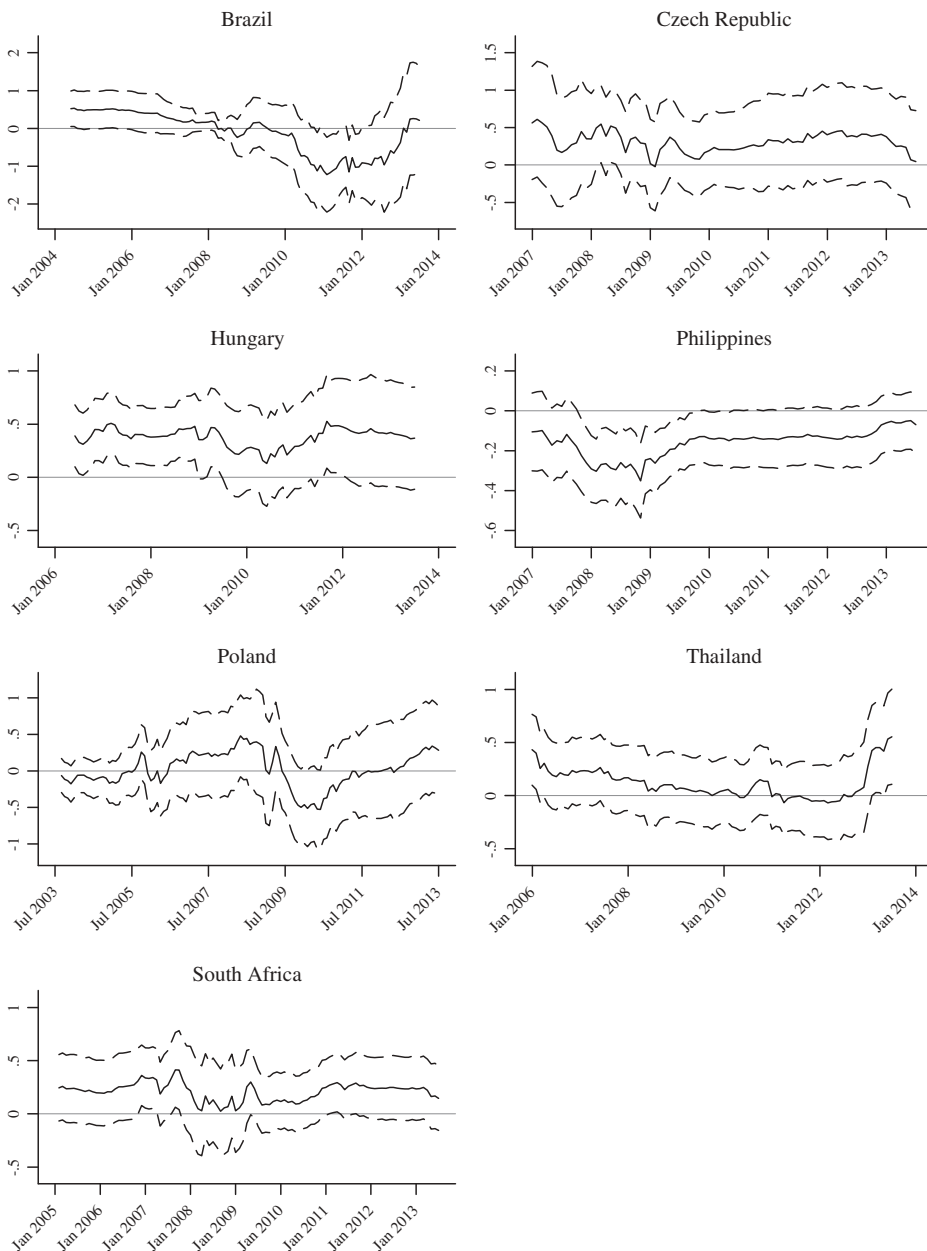 Brazil
2
1
0
-1
-2
Jan 2004
Jan 2006
Jan 2008
Jan 2010
Jan 2012
Jan 2014
Czech Republic
1.5
1
.5
0
-.5
Jan 2007
Jan 2008
Jan 2009
Jan 2010
Jan 2011
Jan 2012
Jan 2013
Hungary
1
.5
0
-.5
Jan 2006
Jan 2008
Jan 2010
Jan 2012
Jan 2014
Philippines
.2
0
.2
-.4
-.6
Jan 2007
Jan 2008
Jan 2009
Jan 2010
Jan 2011
Jan 2012
Jan 2013
Poland
1
.5
0
-.5
-1
Jul 2003
Jul 2005
Jul 2007
Jul 2009
Jul 2011
Jul 2013
Thailand
1
.5
0
-.5
Jan 2006
Jan 2008
Jan 2010
Jan 2012
Jan 2014
South Africa
1
.5
0
-.5
Jan 2005
Jan 2006
Jan 2007
Jan 2008
Jan 2009
Jan 2010
Jan 2011
Jan 2012
Jan 2013